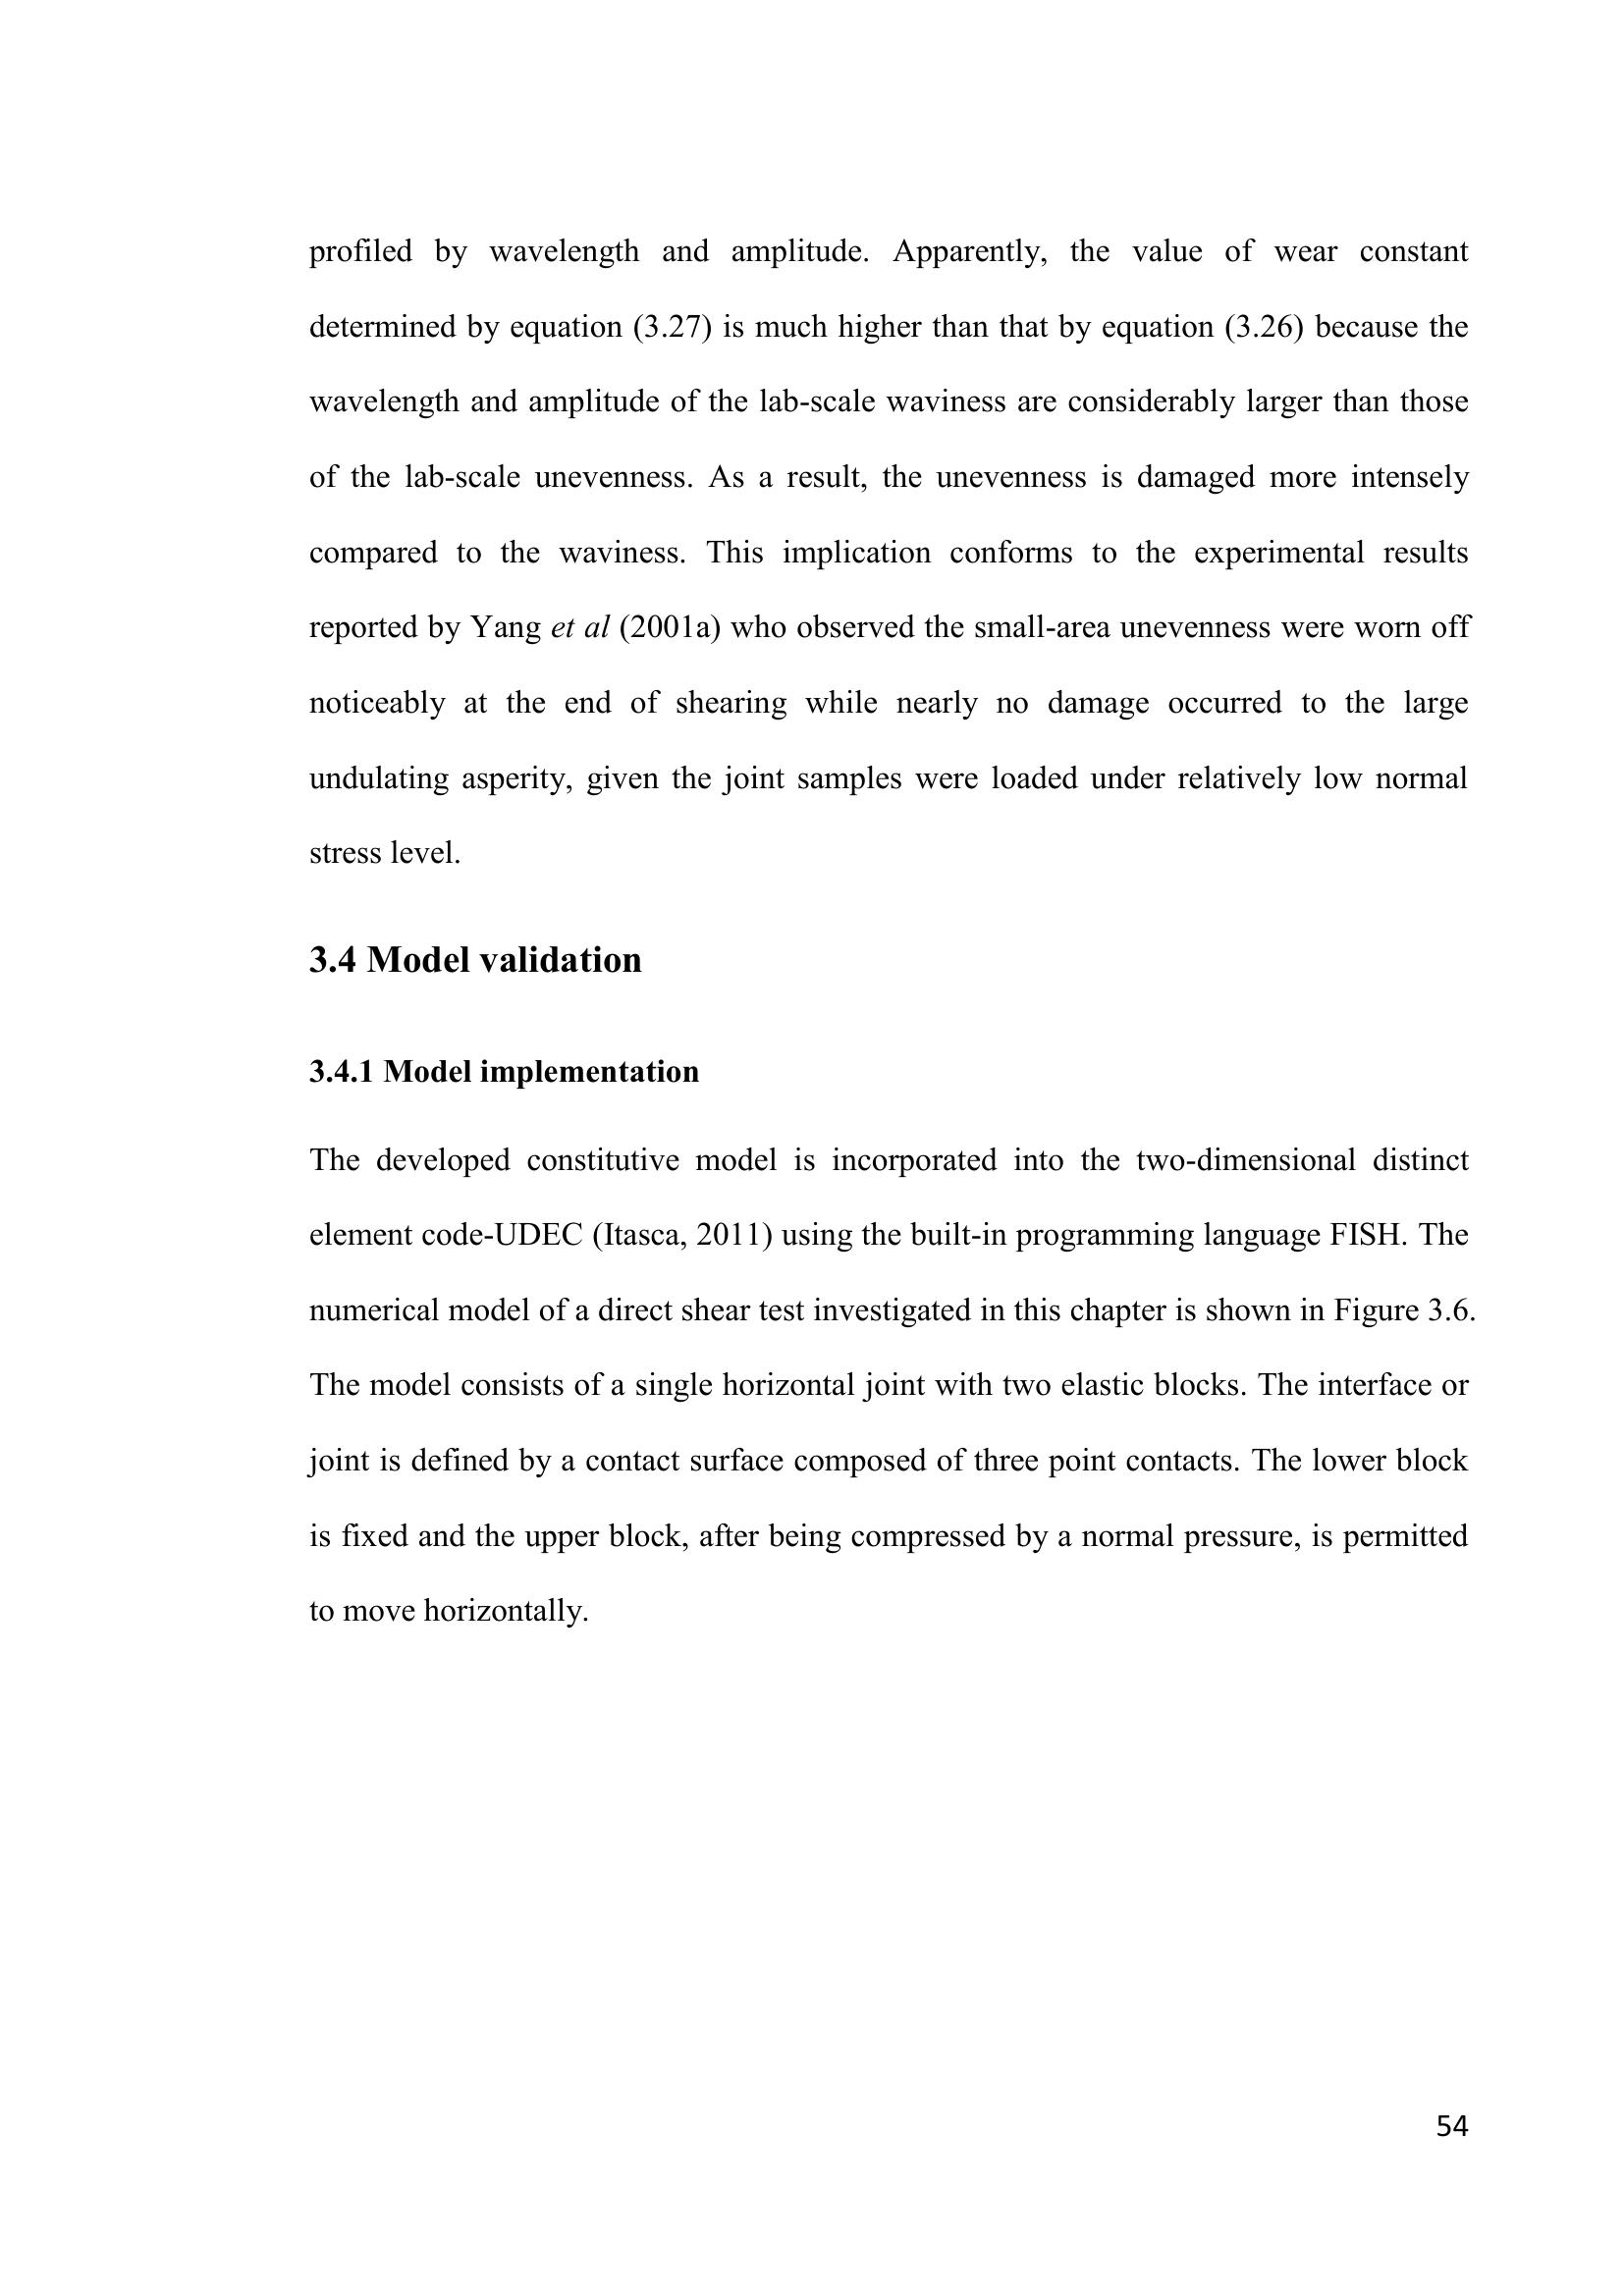 profiled by wavelength and amplitude. Apparently, the value of wear constant
determined by equation (3.27) is much higher than that by equation (3.26) because the
wavelength and amplitude of the lab-scale waviness are considerably larger than those
of the lab-scale unevenness. As a result, the unevenness is damaged more intensely
compared to the waviness. This implication conforms to the experimental results
reported by Yang et al (2001a) who observed the small-area unevenness were worn off
noticeably at the end of shearing while nearly no damage occurred to the large
undulating asperity, given the joint samples were loaded under relatively low normal
stress level.
3.4 Model validation
3.4.1 Model implementation
The developed constitutive model is incorporated into the two-dimensional distinct
element code-UDEC (Itasca, 2011) using the built-in programming language FISH. The
numerical model of a direct shear test investigated in this chapter is shown in Figure 3.6.
The model consists of a single horizontal joint with two elastic blocks. The interface or
joint is defined by a contact surface composed of three point contacts. The lower block
is fixed and the upper block, after being compressed by a normal pressure, is permitted
to move horizontally.
54